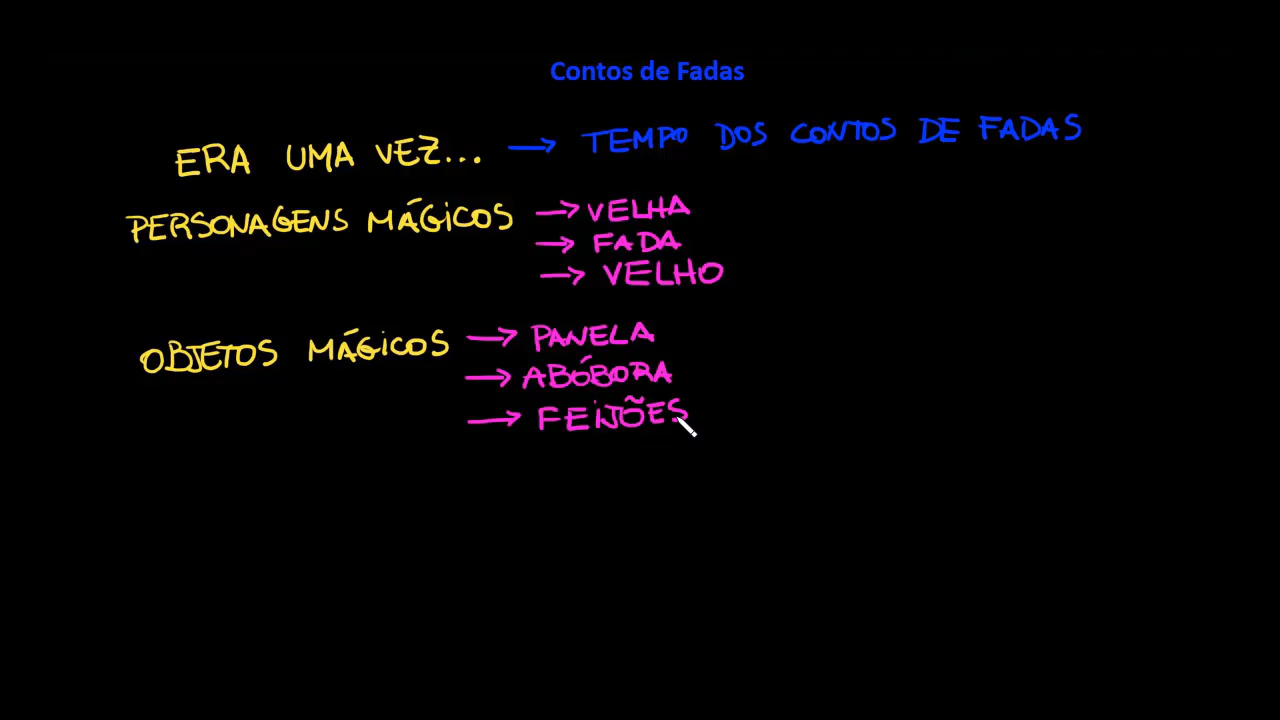 Contos de Fadas
ERA UMA VEZ... → TEMPO DOS CONTOS DE FADAS
PERSONAGENS MÁGICOS → VELHA
→ FADA
→ VELHO
OBJETOS MÁGICOS → PANELA
→ ABÓBORA
→ FEIJÕES